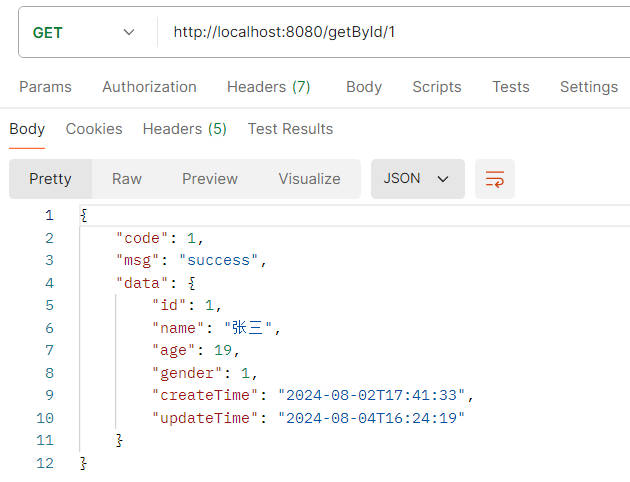 GET http://localhost:8080/getById/1
Params Authorization Headers (7) Body Scripts Tests Settings
Body Cookies Headers (5) Test Results
Pretty Raw Preview Visualize JSON
1 {
2 "code": 1,
3 "msg": "success",
4 "data": {
5 "id": 1,
6 "name": "张三",
7 "age": 19,
8 "gender": 1,
9 "createTime": "2024-08-02T17:41:33",
10 "updateTime": "2024-08-04T16:24:19"
11 }
12 }